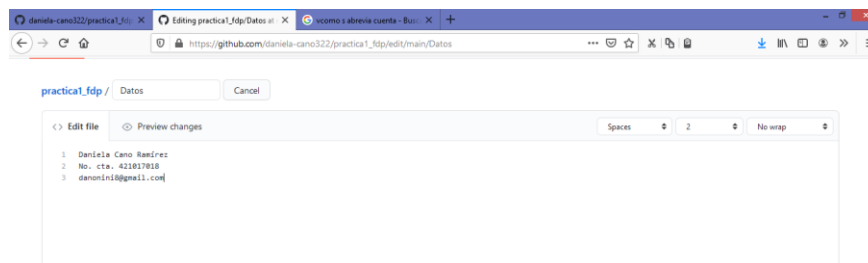 daniela-cano322/practica1_fdp
Editing practica1_fdp/Datos at
vcomo s abrevia cuenta - Busc
https://github.com/daniela-cano322/practica1_fdp/edit/main/Datos
practica1_fdp / Datos Cancel
<> Edit file Preview changes Spaces 2 No wrap
1 Daniela Cano Ramírez
2 No. cta. 421017018
3 danonini8@gmail.com